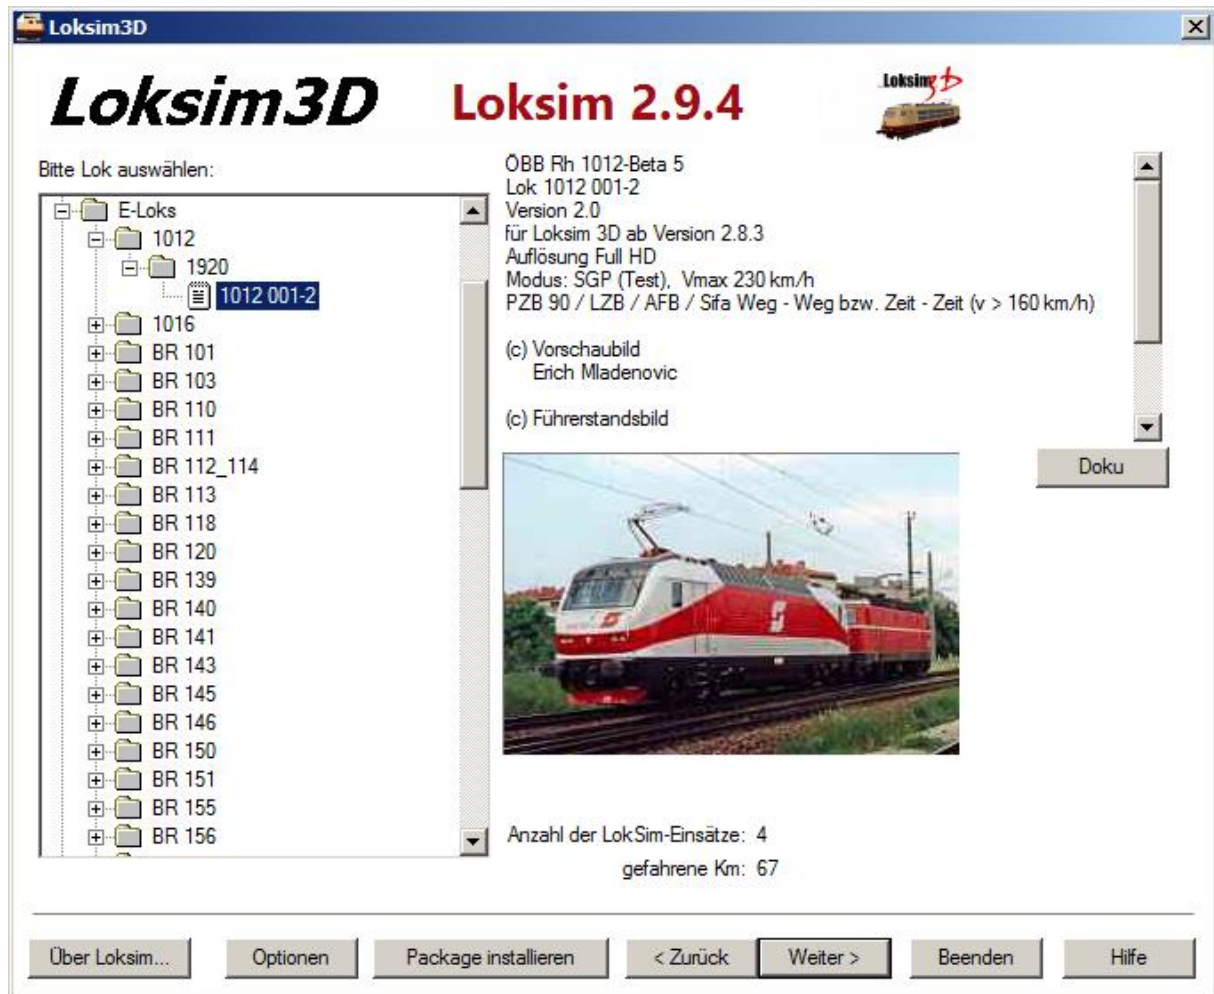 Loksim3D
Loksim3D
Loksim 2.9.4
Loksim3D
Bitte Lok auswählen:
E-Loks
1012
1920
1012 001-2
1016
BR 101
BR 103
BR 110
BR 111
BR 112_114
BR 113
BR 118
BR 120
BR 139
BR 140
BR 141
BR 143
BR 145
BR 146
BR 150
BR 151
BR 155
BR 156
ÖBB Rh 1012-Beta 5
Lok 1012 001-2
Version 2.0
für Loksim 3D ab Version 2.8.3
Auflösung Full HD
Modus: SGP (Test), Vmax 230 km/h
PZB 90 / LZB / AFB / Sifa Weg - Weg bzw. Zeit - Zeit (v > 160 km/h)
(c) Vorschaubild
Erich Mladenovic
(c) Führerstandsbild
Doku
Anzahl der LokSim-Einsätze: 4
gefahrene Km: 67
Über Loksim...
Optionen
Package installieren
< Zurück
Weiter >
Beenden
Hilfe